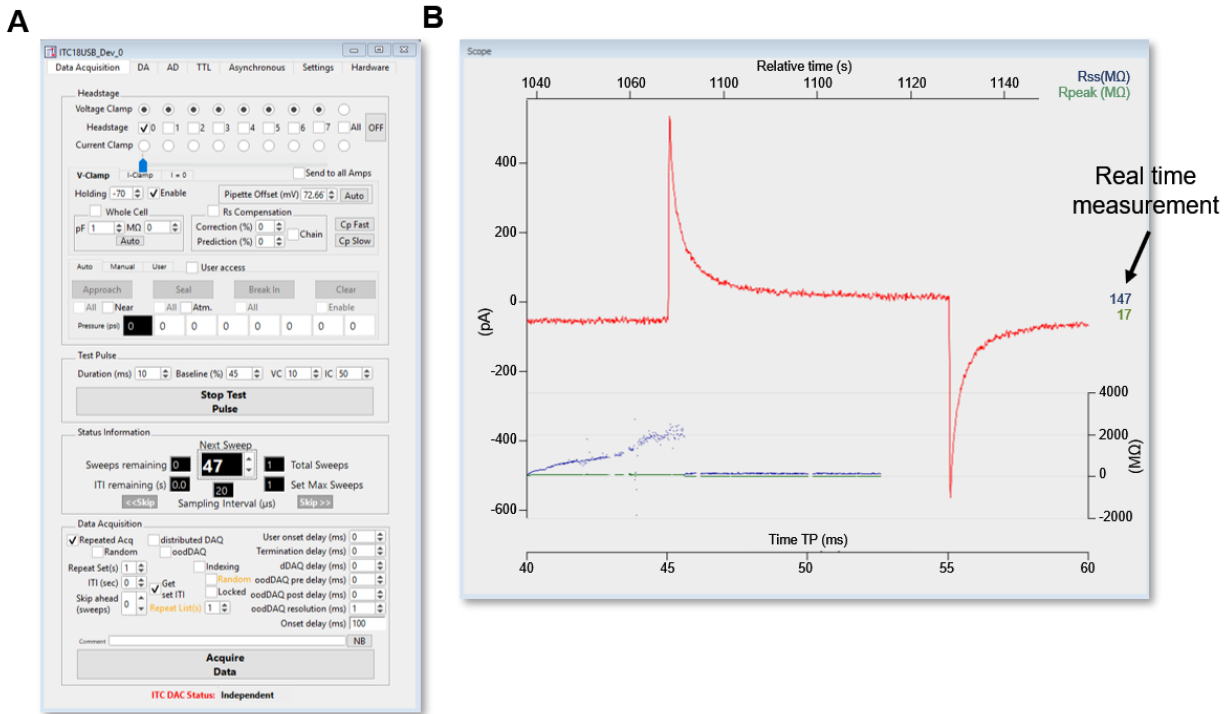 A
ITC18USB_Dev_0
Data Acquisition DA AD TTL Asynchronous Settings Hardware
Headstage
Voltage Clamp
Headstage 0 1 2 3 4 5 6 7 All OFF
Current Clamp
V-Clamp I-Clamp I = 0 Send to all Amps
Holding -70 Enable Pipette Offset (mV) 72.66 Auto
Whole Cell Rs Compensation
pF 1 MΩ 0 Correction (%) 0 Chain Cp Fast
Auto Prediction (%) 0 Cp Slow
Auto Manual User User access
Approach Seal Break In Clear
All Near All Atm. All Enable
Pressure (psi) 0 0 0 0 0 0 0 0
Test Pulse
Duration (ms) 10 Baseline (%) 45 VC 10 IC 50
Stop Test
Pulse
Status Information
Next Sweep
Sweeps remaining 0 47 1 Total Sweeps
ITI remaining (s) 0.0 20 1 Set Max Sweeps
<<Skip Sampling Interval (µs) Skip >>
Data Acquisition
Repeated Acq distributed DAQ User onset delay (ms) 0
Random oodDAQ Termination delay (ms) 0
Repeat Set(s) 1 Indexing dDAQ delay (ms) 0
ITI (sec) 0 Get set ITI Random oodDAQ pre delay (ms) 0
Skip ahead (sweeps) 0 Locked oodDAQ post delay (ms) 0
Repeat List(s) 1 oodDAQ resolution (ms) 1
Onset delay (ms) 100
Comment NB
Acquire
Data
ITC DAC Status: Independent
B
Scope
Relative time (s)
1040 1060 1100 1100 1120 1140
Rss(MΩ)
Rpeak (MΩ)
Real time
measurement
147
17
400
200
0
-200
-400
-600
(pA)
4000
2000
0
-2000
(MΩ)
Time TP (ms)
40 45 50 55 60